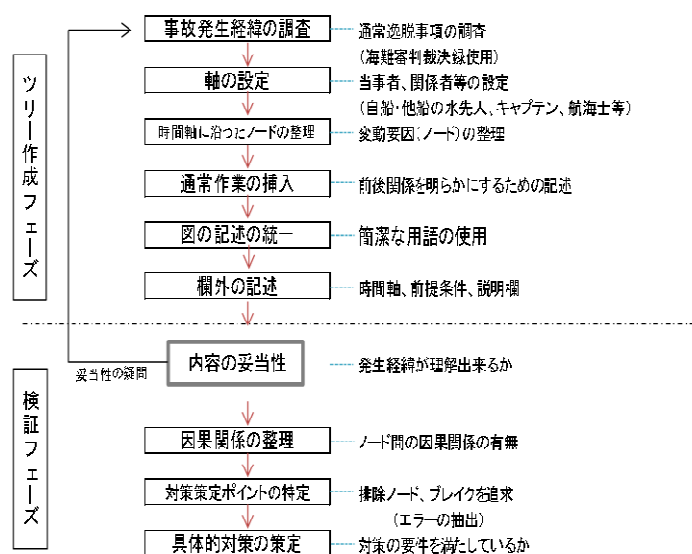 事故発生経緯の調査
通常逸脱事項の調査
(海難審判裁決録使用)
ツリー作成フェーズ
軸の設定
当事者、関係者等の設定
(自船・他船の水先人、キャプテン、航海士等)
時間軸に沿ったノードの整理
変動要因(ノード)の整理
通常作業の挿入
前後関係を明らかにするための記述
図の記述の統一
簡潔な用語の使用
欄外の記述
時間軸、前提条件、説明欄
内容の妥当性
発生経緯が理解出来るか
妥当性の疑問
検証フェーズ
因果関係の整理
ノード間の因果関係の有無
対策策定ポイントの特定
排除ノード、ブレイクを追求
(エラーの抽出)
具体的対策の策定
対策の要件を満たしているか